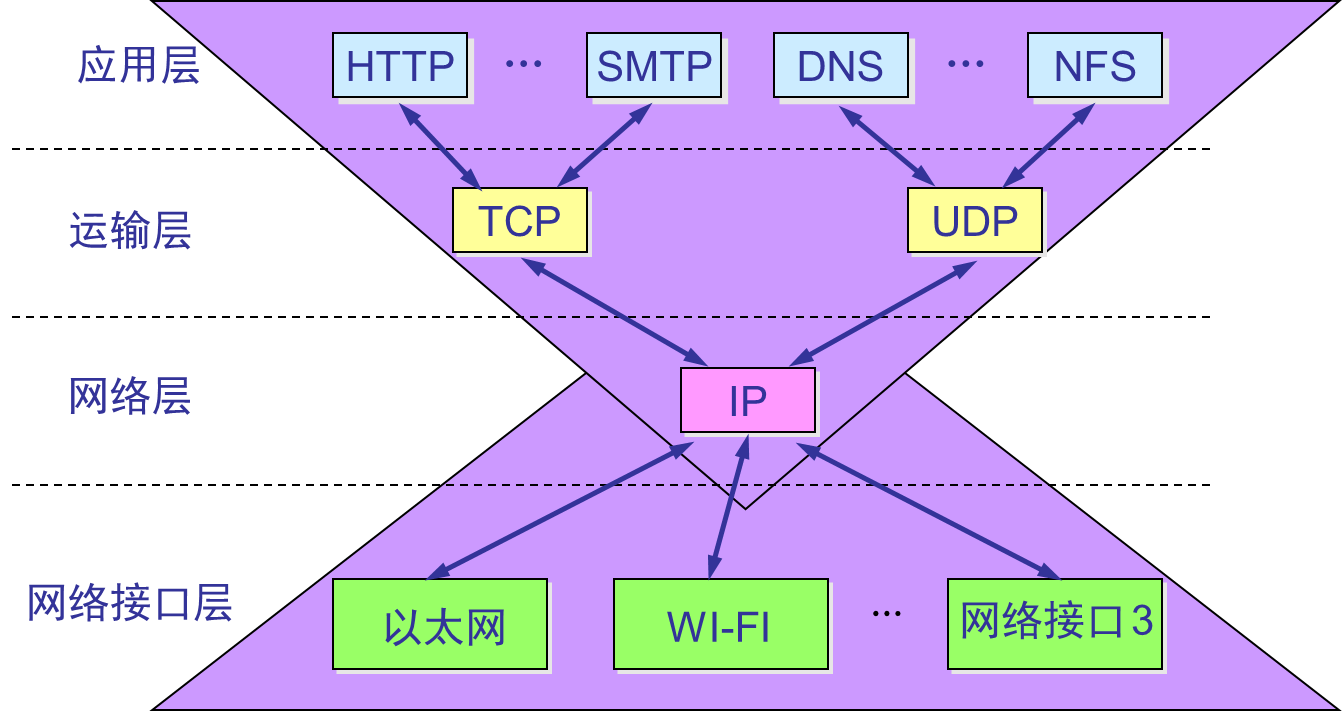 应用层 HTTP ··· SMTP DNS ··· NFS
运输层 TCP UDP
网络层 IP
网络接口层 以太网 WI-FI ··· 网络接口3